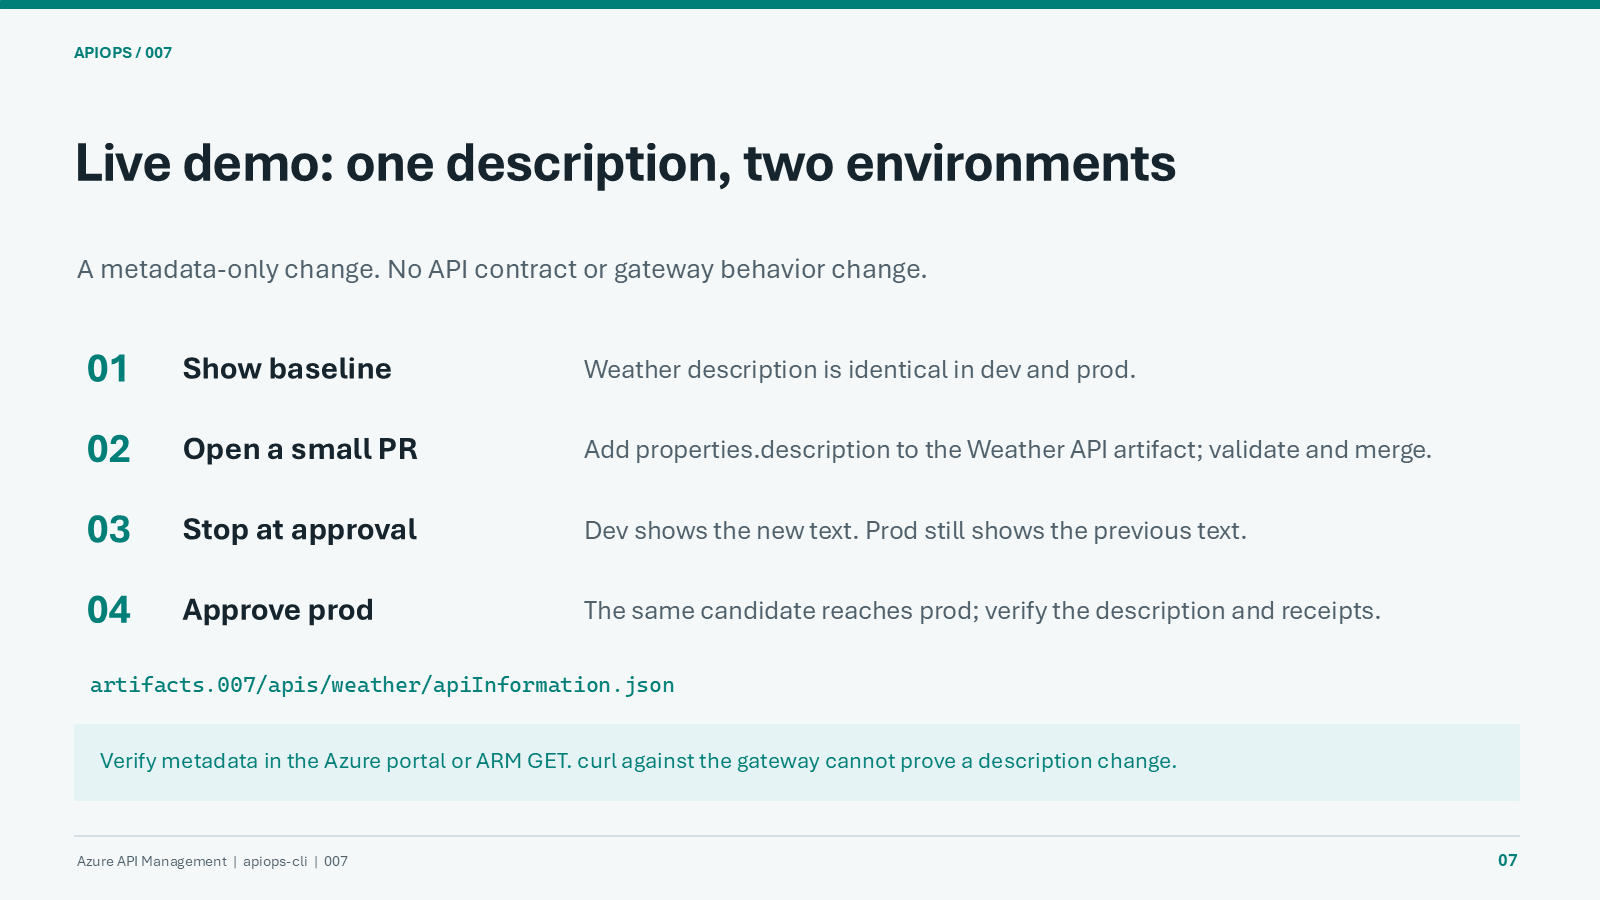 APIOPS / 007
Live demo: one description, two environments
A metadata-only change. No API contract or gateway behavior change.
01 Show baseline Weather description is identical in dev and prod.
02 Open a small PR Add properties.description to the Weather API artifact; validate and merge.
03 Stop at approval Dev shows the new text. Prod still shows the previous text.
04 Approve prod The same candidate reaches prod; verify the description and receipts.
artifacts.007/apis/weather/apiInformation.json
Verify metadata in the Azure portal or ARM GET. curl against the gateway cannot prove a description change.
Azure API Management | apiops-cli | 007 07